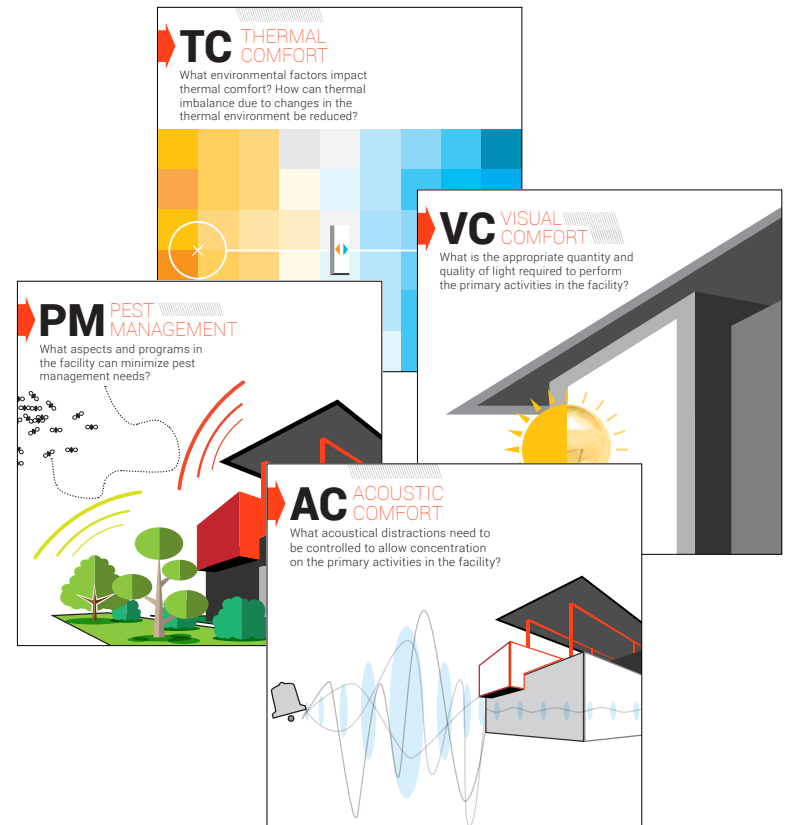 TC THERMAL
COMFORT
What environmental factors impact
thermal comfort? How can thermal
imbalance due to changes in the
thermal environment be reduced?
VC VISUAL
COMFORT
What is the appropriate quantity and
quality of light required to perform
the primary activities in the facility?
PM PEST
MANAGEMENT
What aspects and programs in
the facility can minimize pest
management needs?
AC ACOUSTIC
COMFORT
What acoustical distractions need to
be controlled to allow concentration
on the primary activities in the facility?